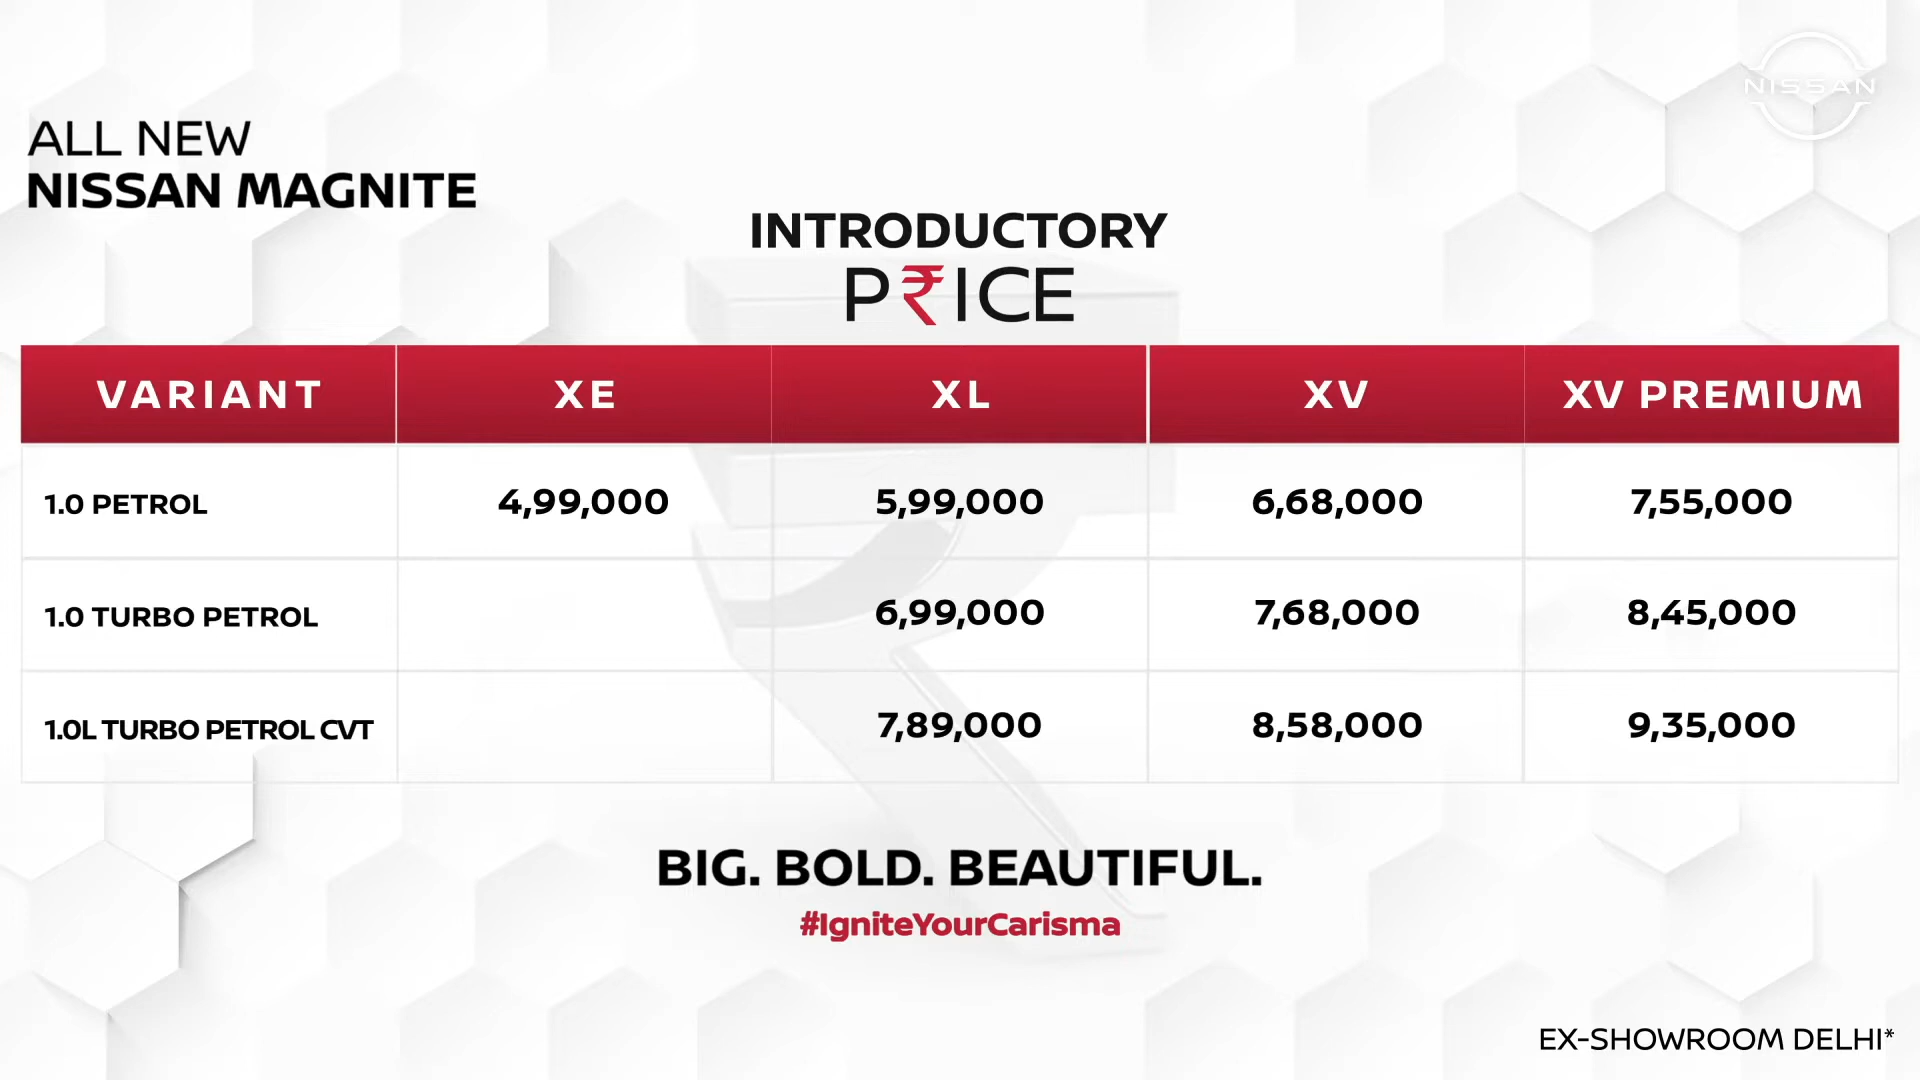 NISSAN
ALL NEW
NISSAN MAGNITE
INTRODUCTORY
P₹ICE
VARIANT XE XL XV XV PREMIUM
1.0 PETROL 4,99,000 5,99,000 6,68,000 7,55,000
1.0 TURBO PETROL 6,99,000 7,68,000 8,45,000
1.0L TURBO PETROL CVT 7,89,000 8,58,000 9,35,000
BIG. BOLD. BEAUTIFUL.
#IgniteYourCarisma
EX-SHOWROOM DELHI*